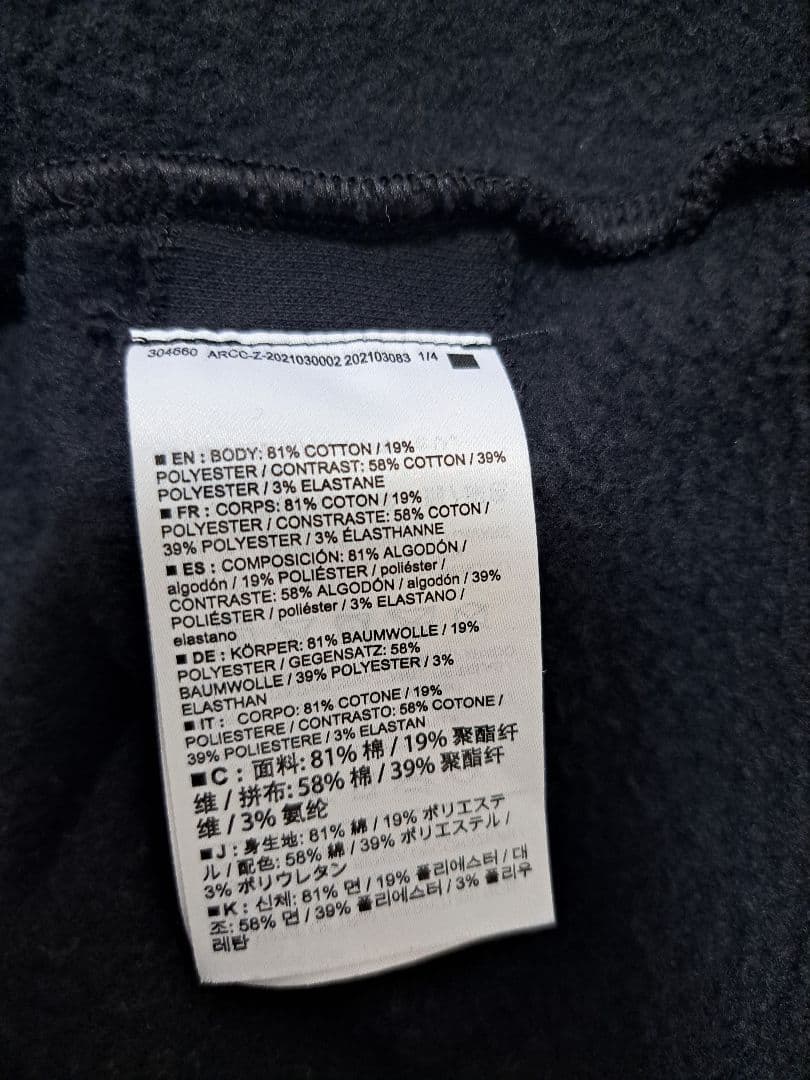 304660 ARCC-Z-2021030002 202103083 1/4
■ EN : BODY: 81% COTTON / 19%
POLYESTER / CONTRAST: 58% COTTON / 39%
POLYESTER / 3% ELASTANE
■ FR : CORPS: 81% COTON / 19%
POLYESTER / CONSTRASTE: 58% COTON /
39% POLYESTER / 3% ÉLASTHANNE
■ ES : COMPOSICIÓN: 81% ALGODÓN /
algodón / 19% POLIÉSTER / poliéster /
CONTRASTE: 58% ALGODÓN / algodón / 39%
POLIÉSTER / poliéster / 3% ELASTANO /
elastano
■ DE : KÖRPER: 81% BAUMWOLLE / 19%
POLYESTER / GEGENSATZ: 58%
BAUMWOLLE / 39% POLYESTER / 3%
ELASTHAN
■ IT : CORPO: 81% COTONE / 19%
POLIESTERE / CONTRASTO: 58% COTONE /
39% POLIESTERE / 3% ELASTAN
■ C : 面料: 81% 棉 / 19% 聚酯纤
维 / 拼布: 58% 棉 / 39% 聚酯纤
维 / 3% 氨纶
■ J : 身生地: 81% 綿 / 19% ポリエステ
ル / 配色: 58% 綿 / 39% ポリエステル /
3% ポリウレタン
■ K : 신체: 81% 면 / 19% 폴리에스터 / 대
조: 58% 면 / 39% 폴리에스터 / 3% 폴리우
레탄